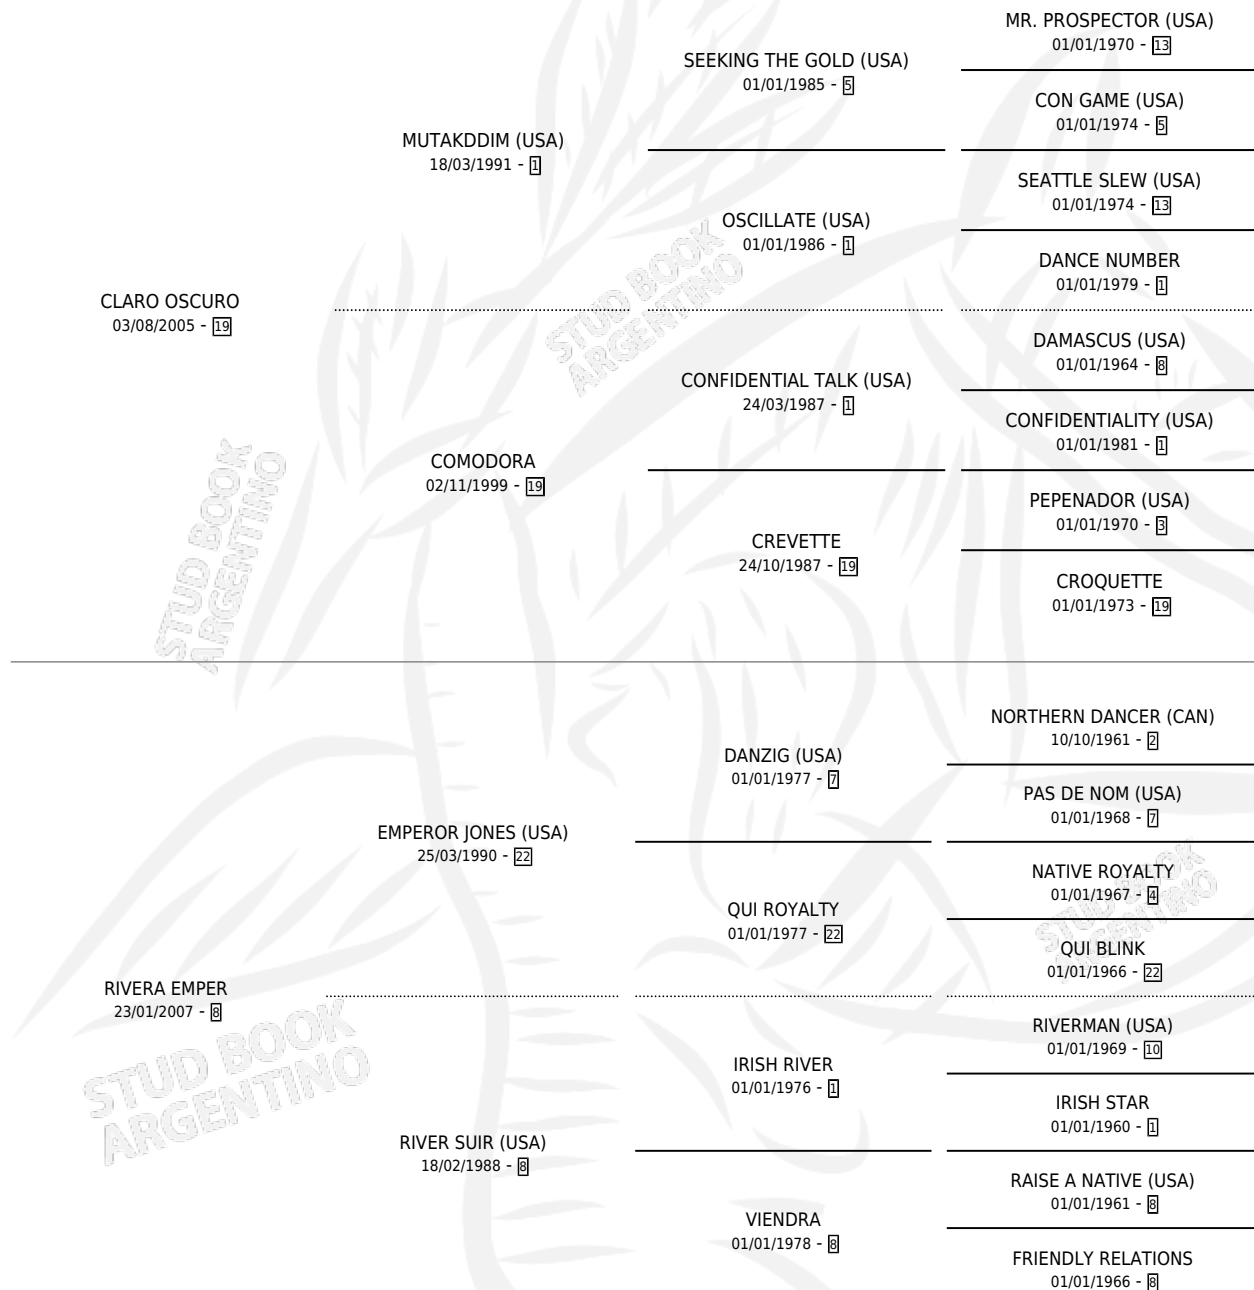 MR. PROSPECTOR (USA)
01/01/1970 - 13
SEEKING THE GOLD (USA)
01/01/1985 - 5
CON GAME (USA)
01/01/1974 - 5
MUTAKDDIM (USA)
18/03/1991 - 1
SEATTLE SLEW (USA)
01/01/1974 - 13
OSCILLATE (USA)
01/01/1986 - 1
DANCE NUMBER
01/01/1979 - 1
CLARO OSCURO
03/08/2005 - 19
STUD BOOK
ARGENTINO
DAMASCUS (USA)
01/01/1964 - 8
CONFIDENTIAL TALK (USA)
24/03/1987 - 1
CONFIDENTIALITY (USA)
01/01/1981 - 1
COMODORA
02/11/1999 - 19
PEPENADOR (USA)
01/01/1970 - 3
CREVETTE
24/10/1987 - 19
CROQUETTE
01/01/1973 - 19
STUD BOOK
ARGENTINO
NORTHERN DANCER (CAN)
10/10/1961 - 2
DANZIG (USA)
01/01/1977 - 7
PAS DE NOM (USA)
01/01/1968 - 7
EMPEROR JONES (USA)
25/03/1990 - 22
NATIVE ROYALTY
01/01/1967 - 4
QUI ROYALTY
01/01/1977 - 22
STUD BOOK
ARGENTINO
QUI BLINK
01/01/1966 - 22
RIVERA EMPER
23/01/2007 - 8
STUD BOOK
ARGENTINO
RIVERMAN (USA)
01/01/1969 - 10
IRISH RIVER
01/01/1976 - 1
IRISH STAR
01/01/1960 - 1
RIVER SUIR (USA)
18/02/1988 - 8
RAISE A NATIVE (USA)
01/01/1961 - 8
VIENDRA
01/01/1978 - 8
FRIENDLY RELATIONS
01/01/1966 - 8